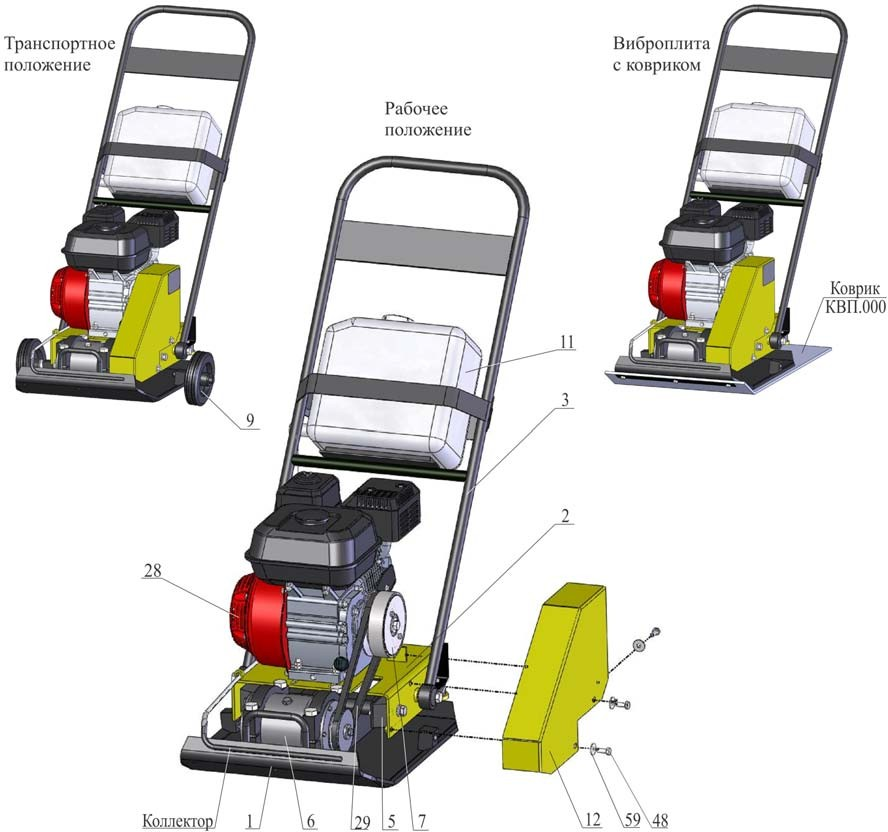 Транспортное
положение
Виброплита
с ковриком
Рабочее
положение
Коврик
КВП.000
11
9
3
2
28
Коллектор
1
6
29
5
7
12
59
48